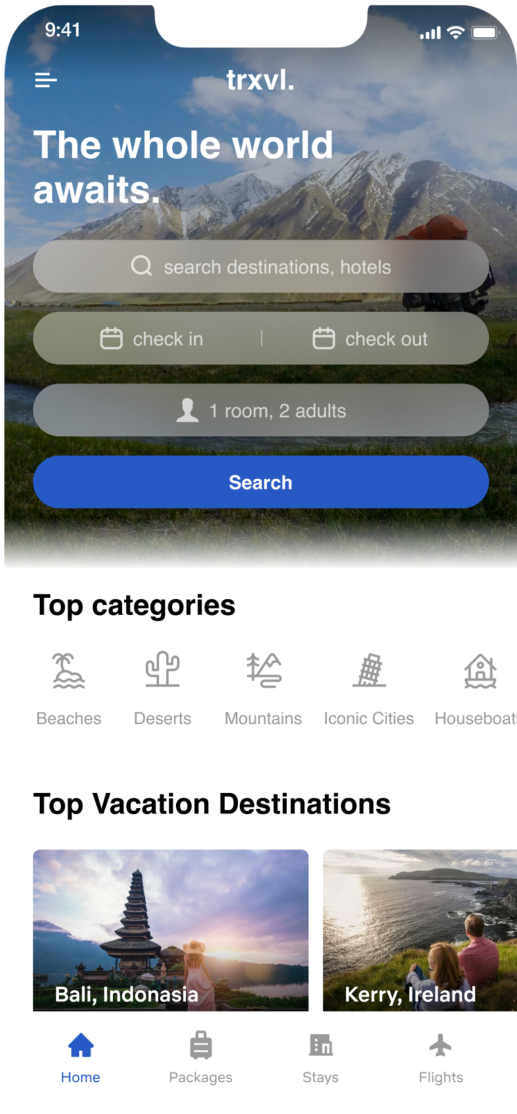 9:41
trxvl.
The whole world
awaits.
search destinations, hotels
check in | check out
1 room, 2 adults
Search
Top categories
Beaches Deserts Mountains Iconic Cities Houseboats
Top Vacation Destinations
Bali, Indonasia Kerry, Ireland
Home Packages Stays Flights